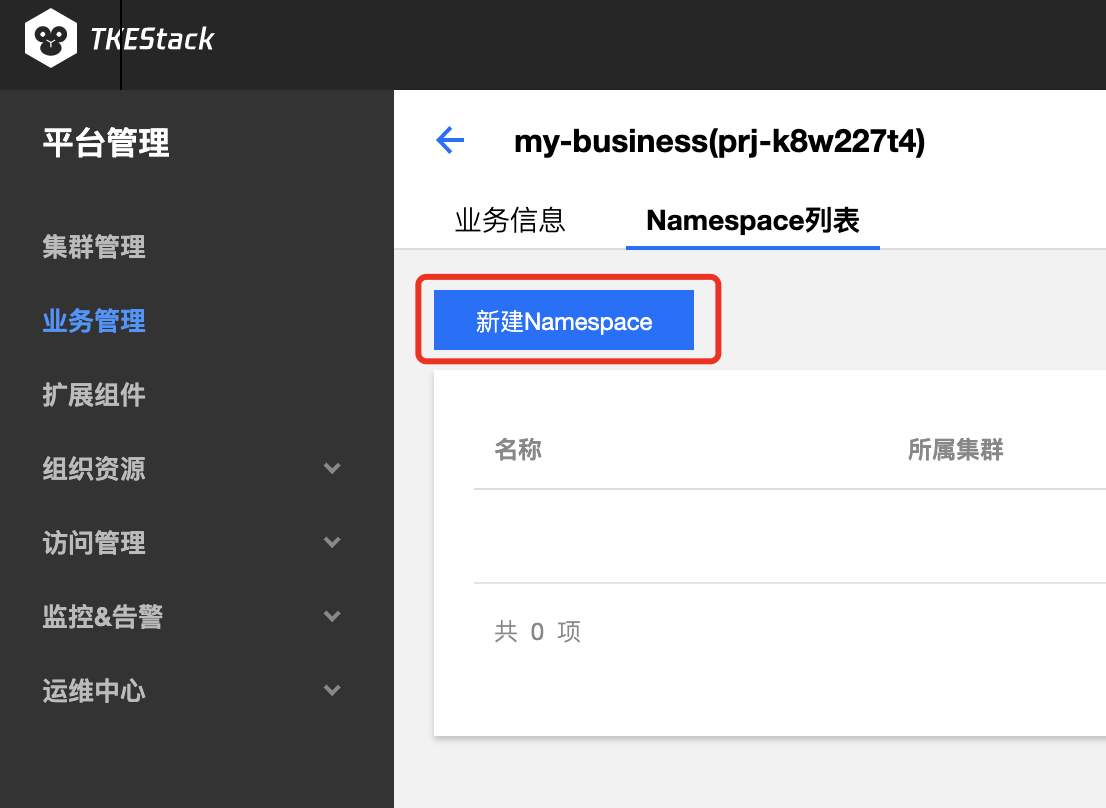 TKEStack
平台管理
集群管理
业务管理
扩展组件
组织资源
访问管理
监控&告警
运维中心
my-business(prj-k8w227t4)
业务信息 Namespace列表
新建Namespace
名称 所属集群
共 0 项